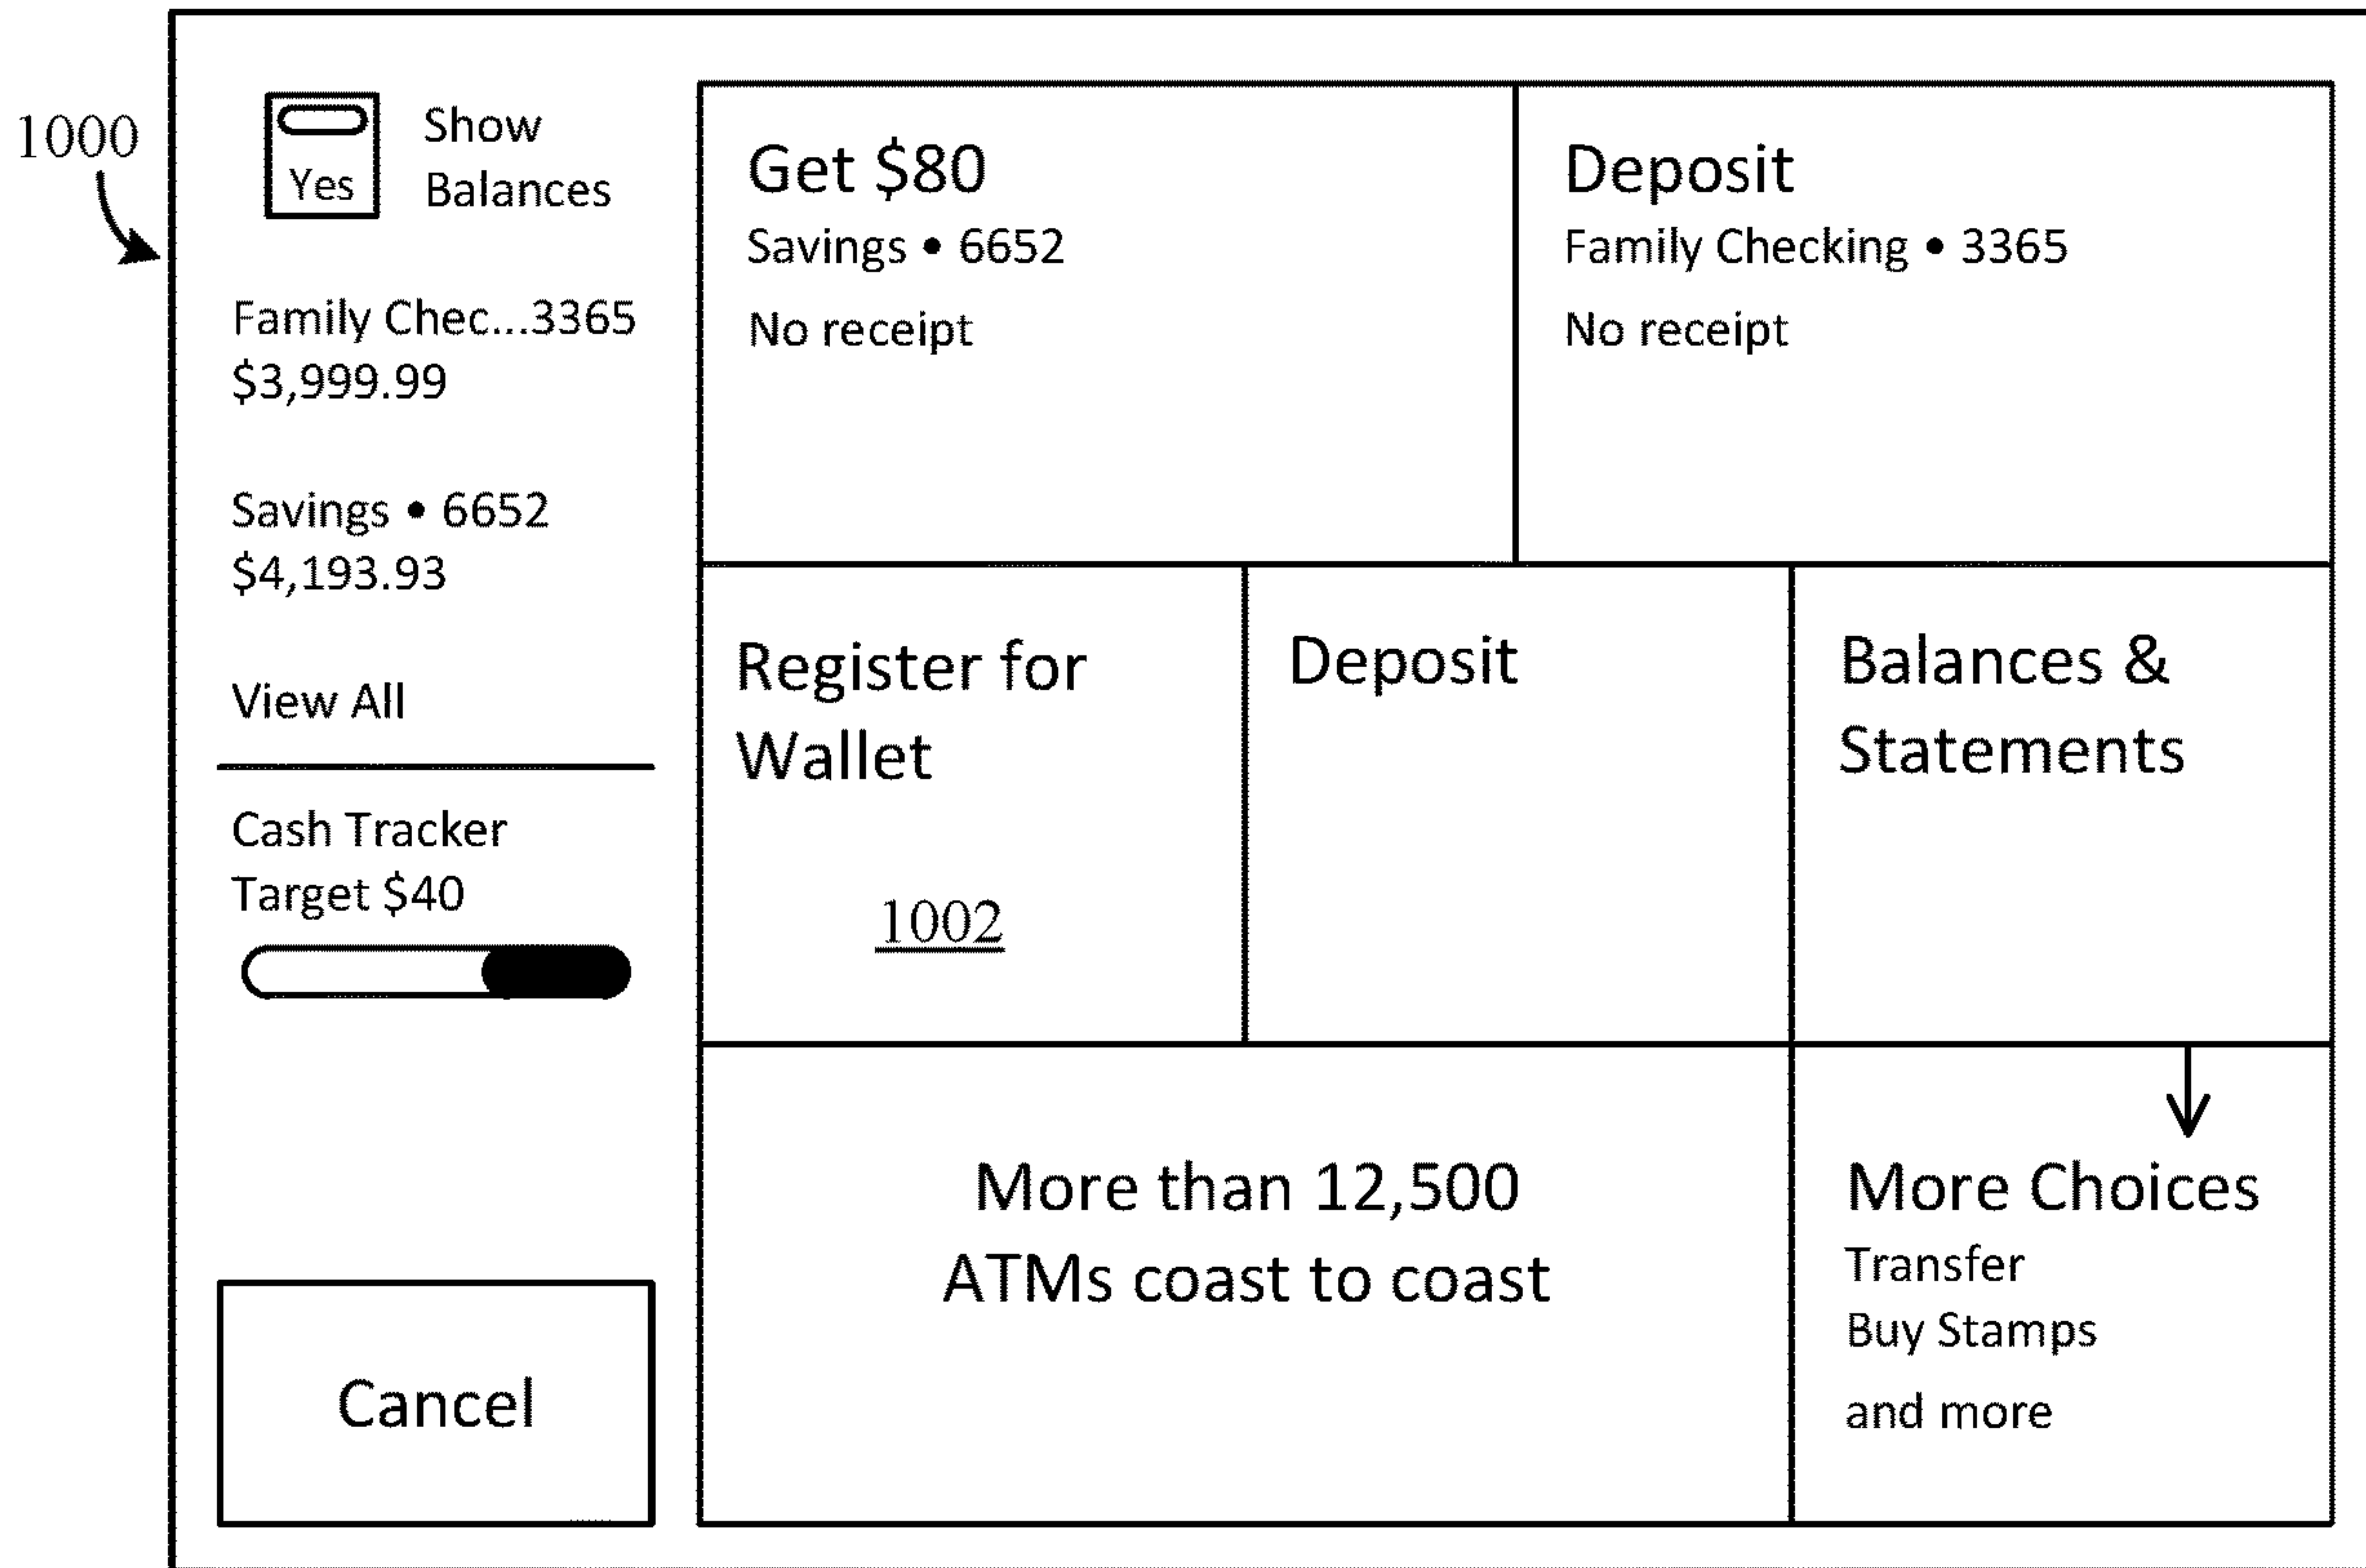 1000
Show
Balances
Yes
Family Chec...3365
$3,999.99
Savings • 6652
$4,193.93
View All
Cash Tracker
Target $40
Cancel
Get $80
Savings • 6652
No receipt
Deposit
Family Checking • 3365
No receipt
Register for
Wallet
1002
Deposit
Balances &
Statements
More than 12,500
ATMs coast to coast
More Choices
Transfer
Buy Stamps
and more